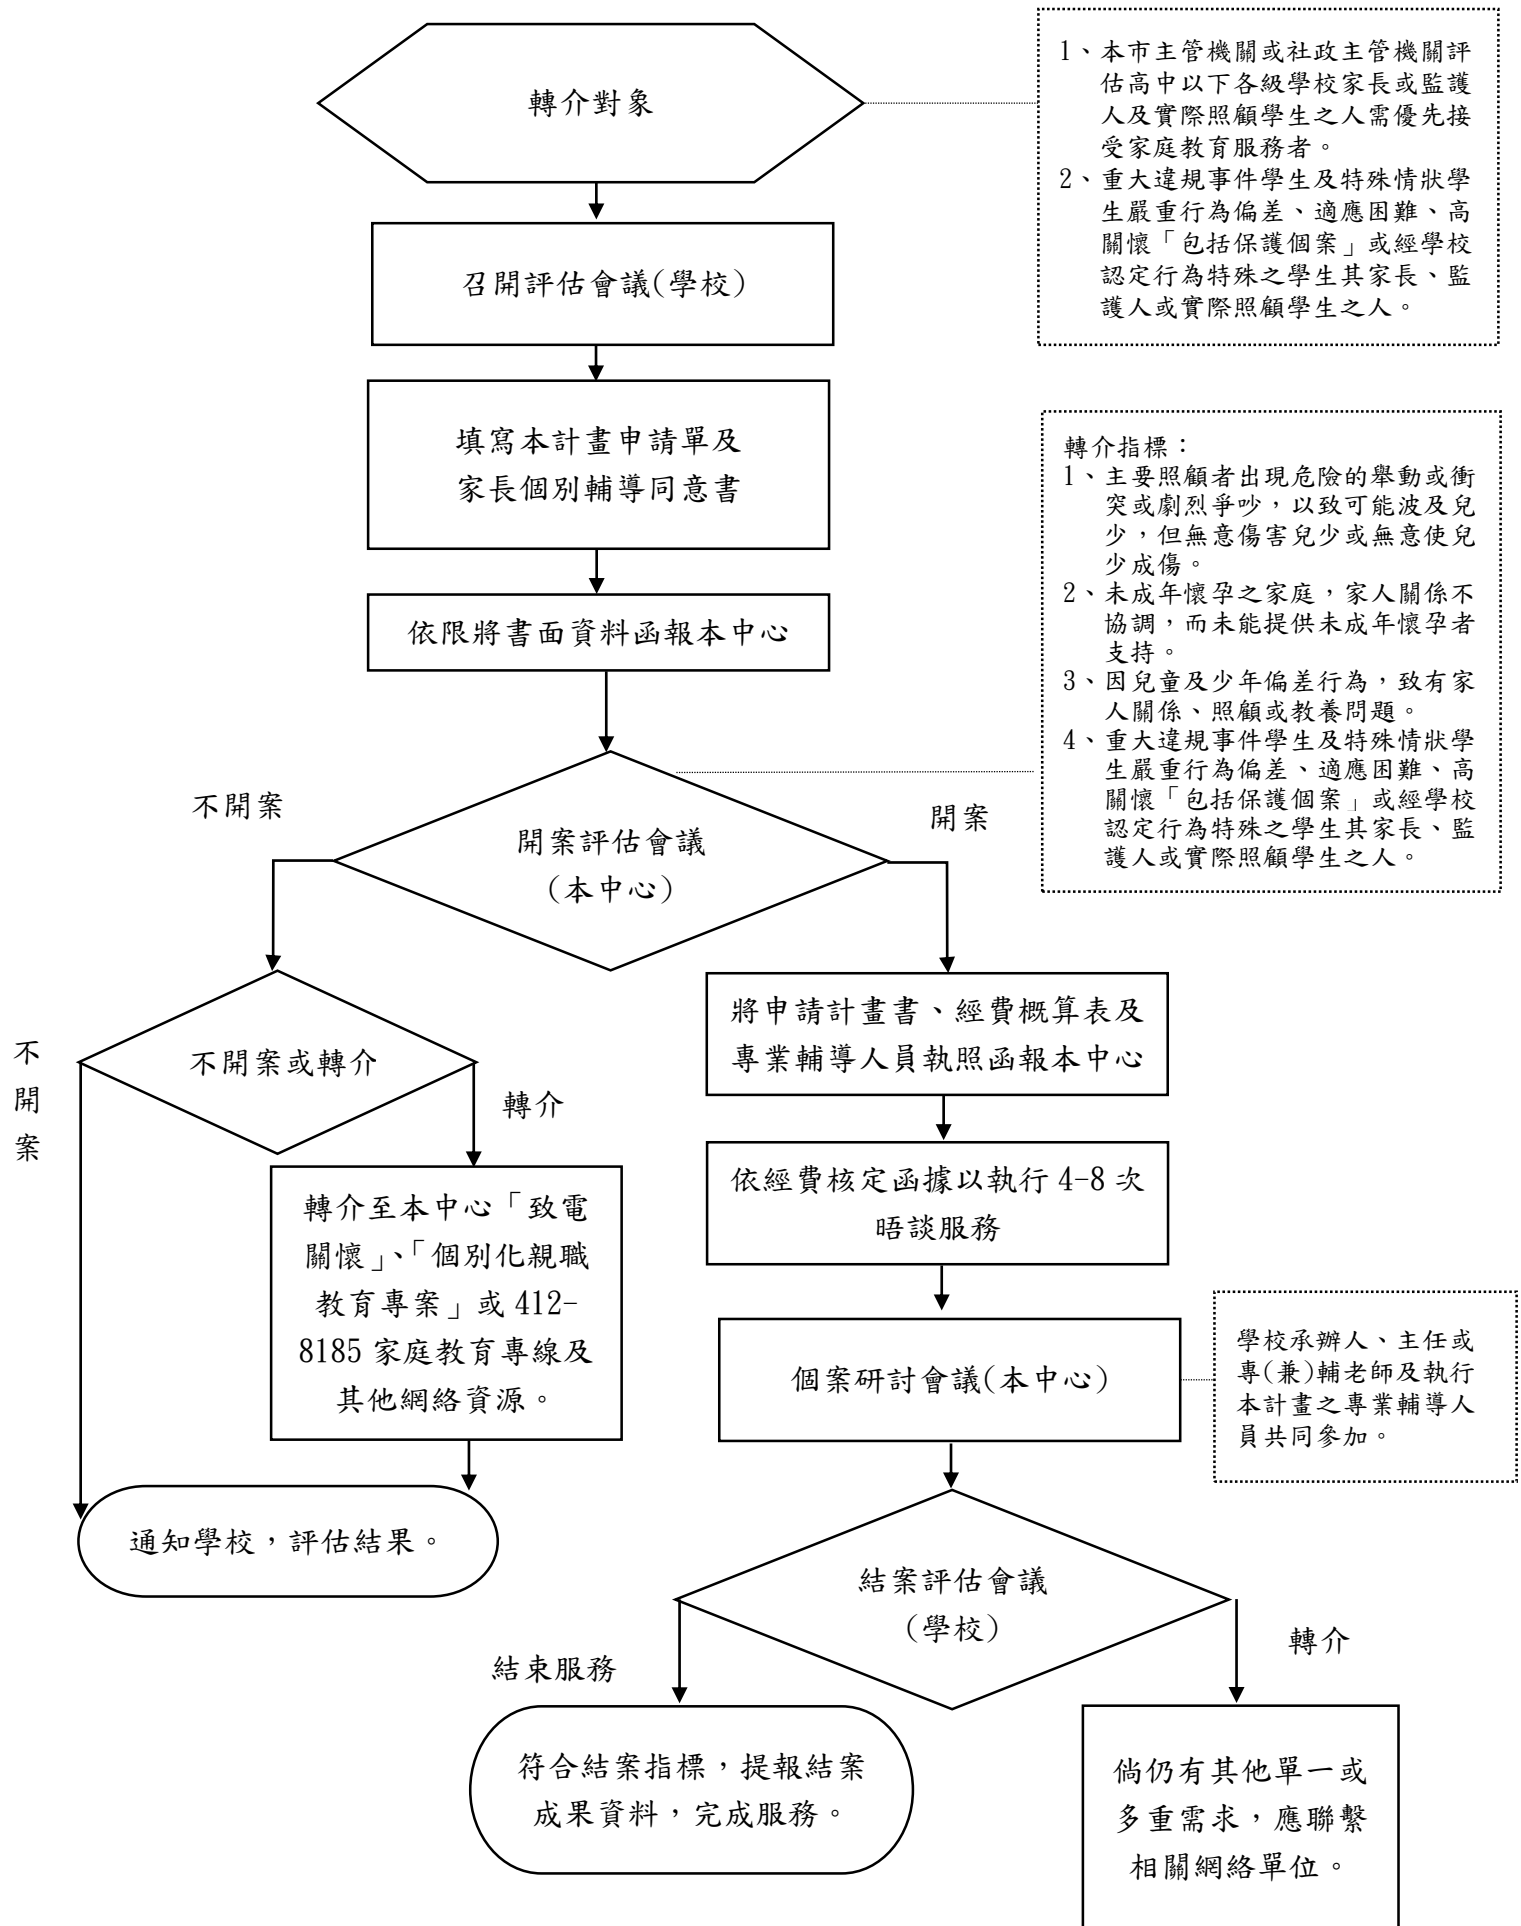 轉介對象
1、本市主管機關或社政主管機關評
估高中以下各級學校家長或監護
人及實際照顧學生之人需優先接
受家庭教育服務者。
2、重大違規事件學生及特殊情狀學
生嚴重行為偏差、適應困難、高
關懷「包括保護個案」或經學校
認定行為特殊之學生其家長、監
護人或實際照顧學生之人。
召開評估會議(學校)
填寫本計畫申請單及
家長個別輔導同意書
依限將書面資料函報本中心
轉介指標：
1、主要照顧者出現危險的舉動或衝
突或劇烈爭吵，以致可能波及兒
少，但無意傷害兒少或無意使兒
少成傷。
2、未成年懷孕之家庭，家人關係不
協調，而未能提供未成年懷孕者
支持。
3、因兒童及少年偏差行為，致有家
人關係、照顧或教養問題。
4、重大違規事件學生及特殊情狀學
生嚴重行為偏差、適應困難、高
關懷「包括保護個案」或經學校
認定行為特殊之學生其家長、監
護人或實際照顧學生之人。
不開案
開案
開案評估會議
(本中心)
不開案或轉介
不
開
案
轉介
轉介至本中心「致電
關懷」、「個別化親職
教育專案」或 412-
8185 家庭教育專線及
其他網絡資源。
通知學校，評估結果。
將申請計畫書、經費概算表及
專業輔導人員執照函報本中心
依經費核定函據以執行 4-8 次
晤談服務
個案研討會議(本中心)
學校承辦人、主任或
專(兼)輔老師及執行
本計畫之專業輔導人
員共同參加。
結案評估會議
(學校)
結束服務
轉介
符合結案指標，提報結案
成果資料，完成服務。
倘仍有其他單一或
多重需求，應聯繫
相關網絡單位。